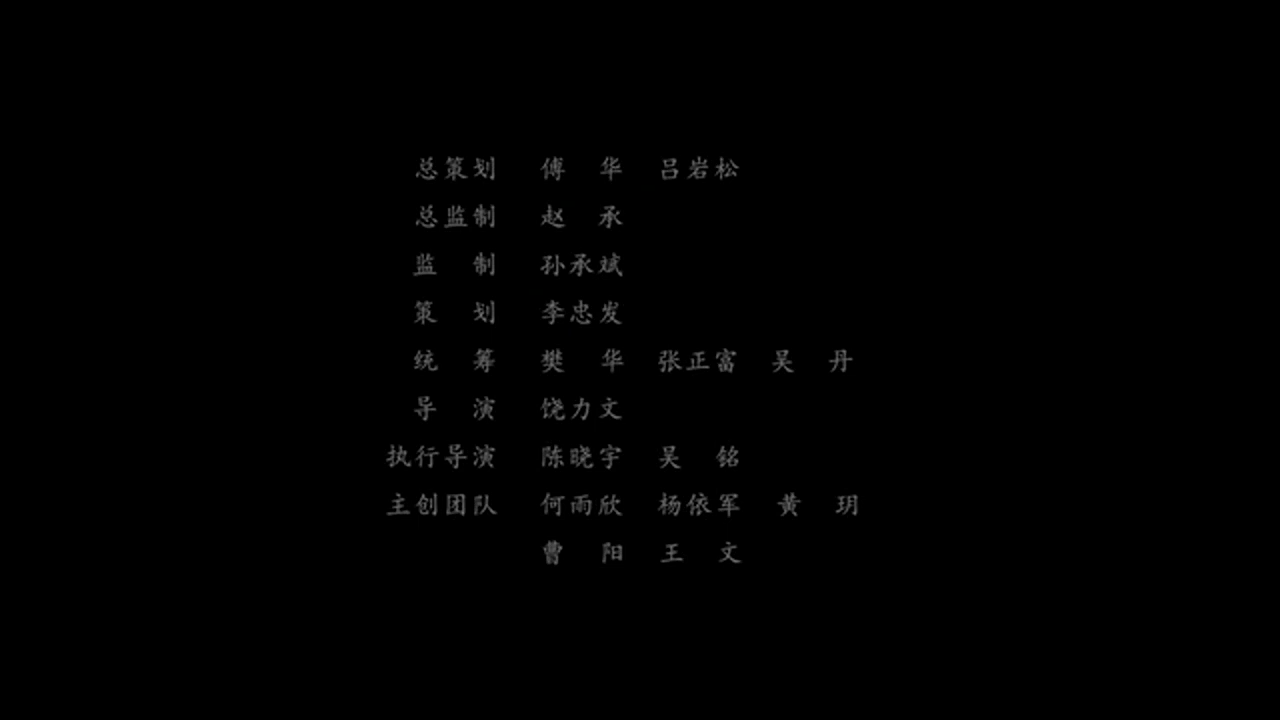 总策划 傅 华 吕岩松
总监制 赵 承
监 制 孙承斌
策 划 李忠发
统 筹 樊 华 张正富 吴 丹
导 演 饶力文
执行导演 陈晓宇 吴 铭
主创团队 何雨欣 杨依军 黄 玥
曹 阳 王 文